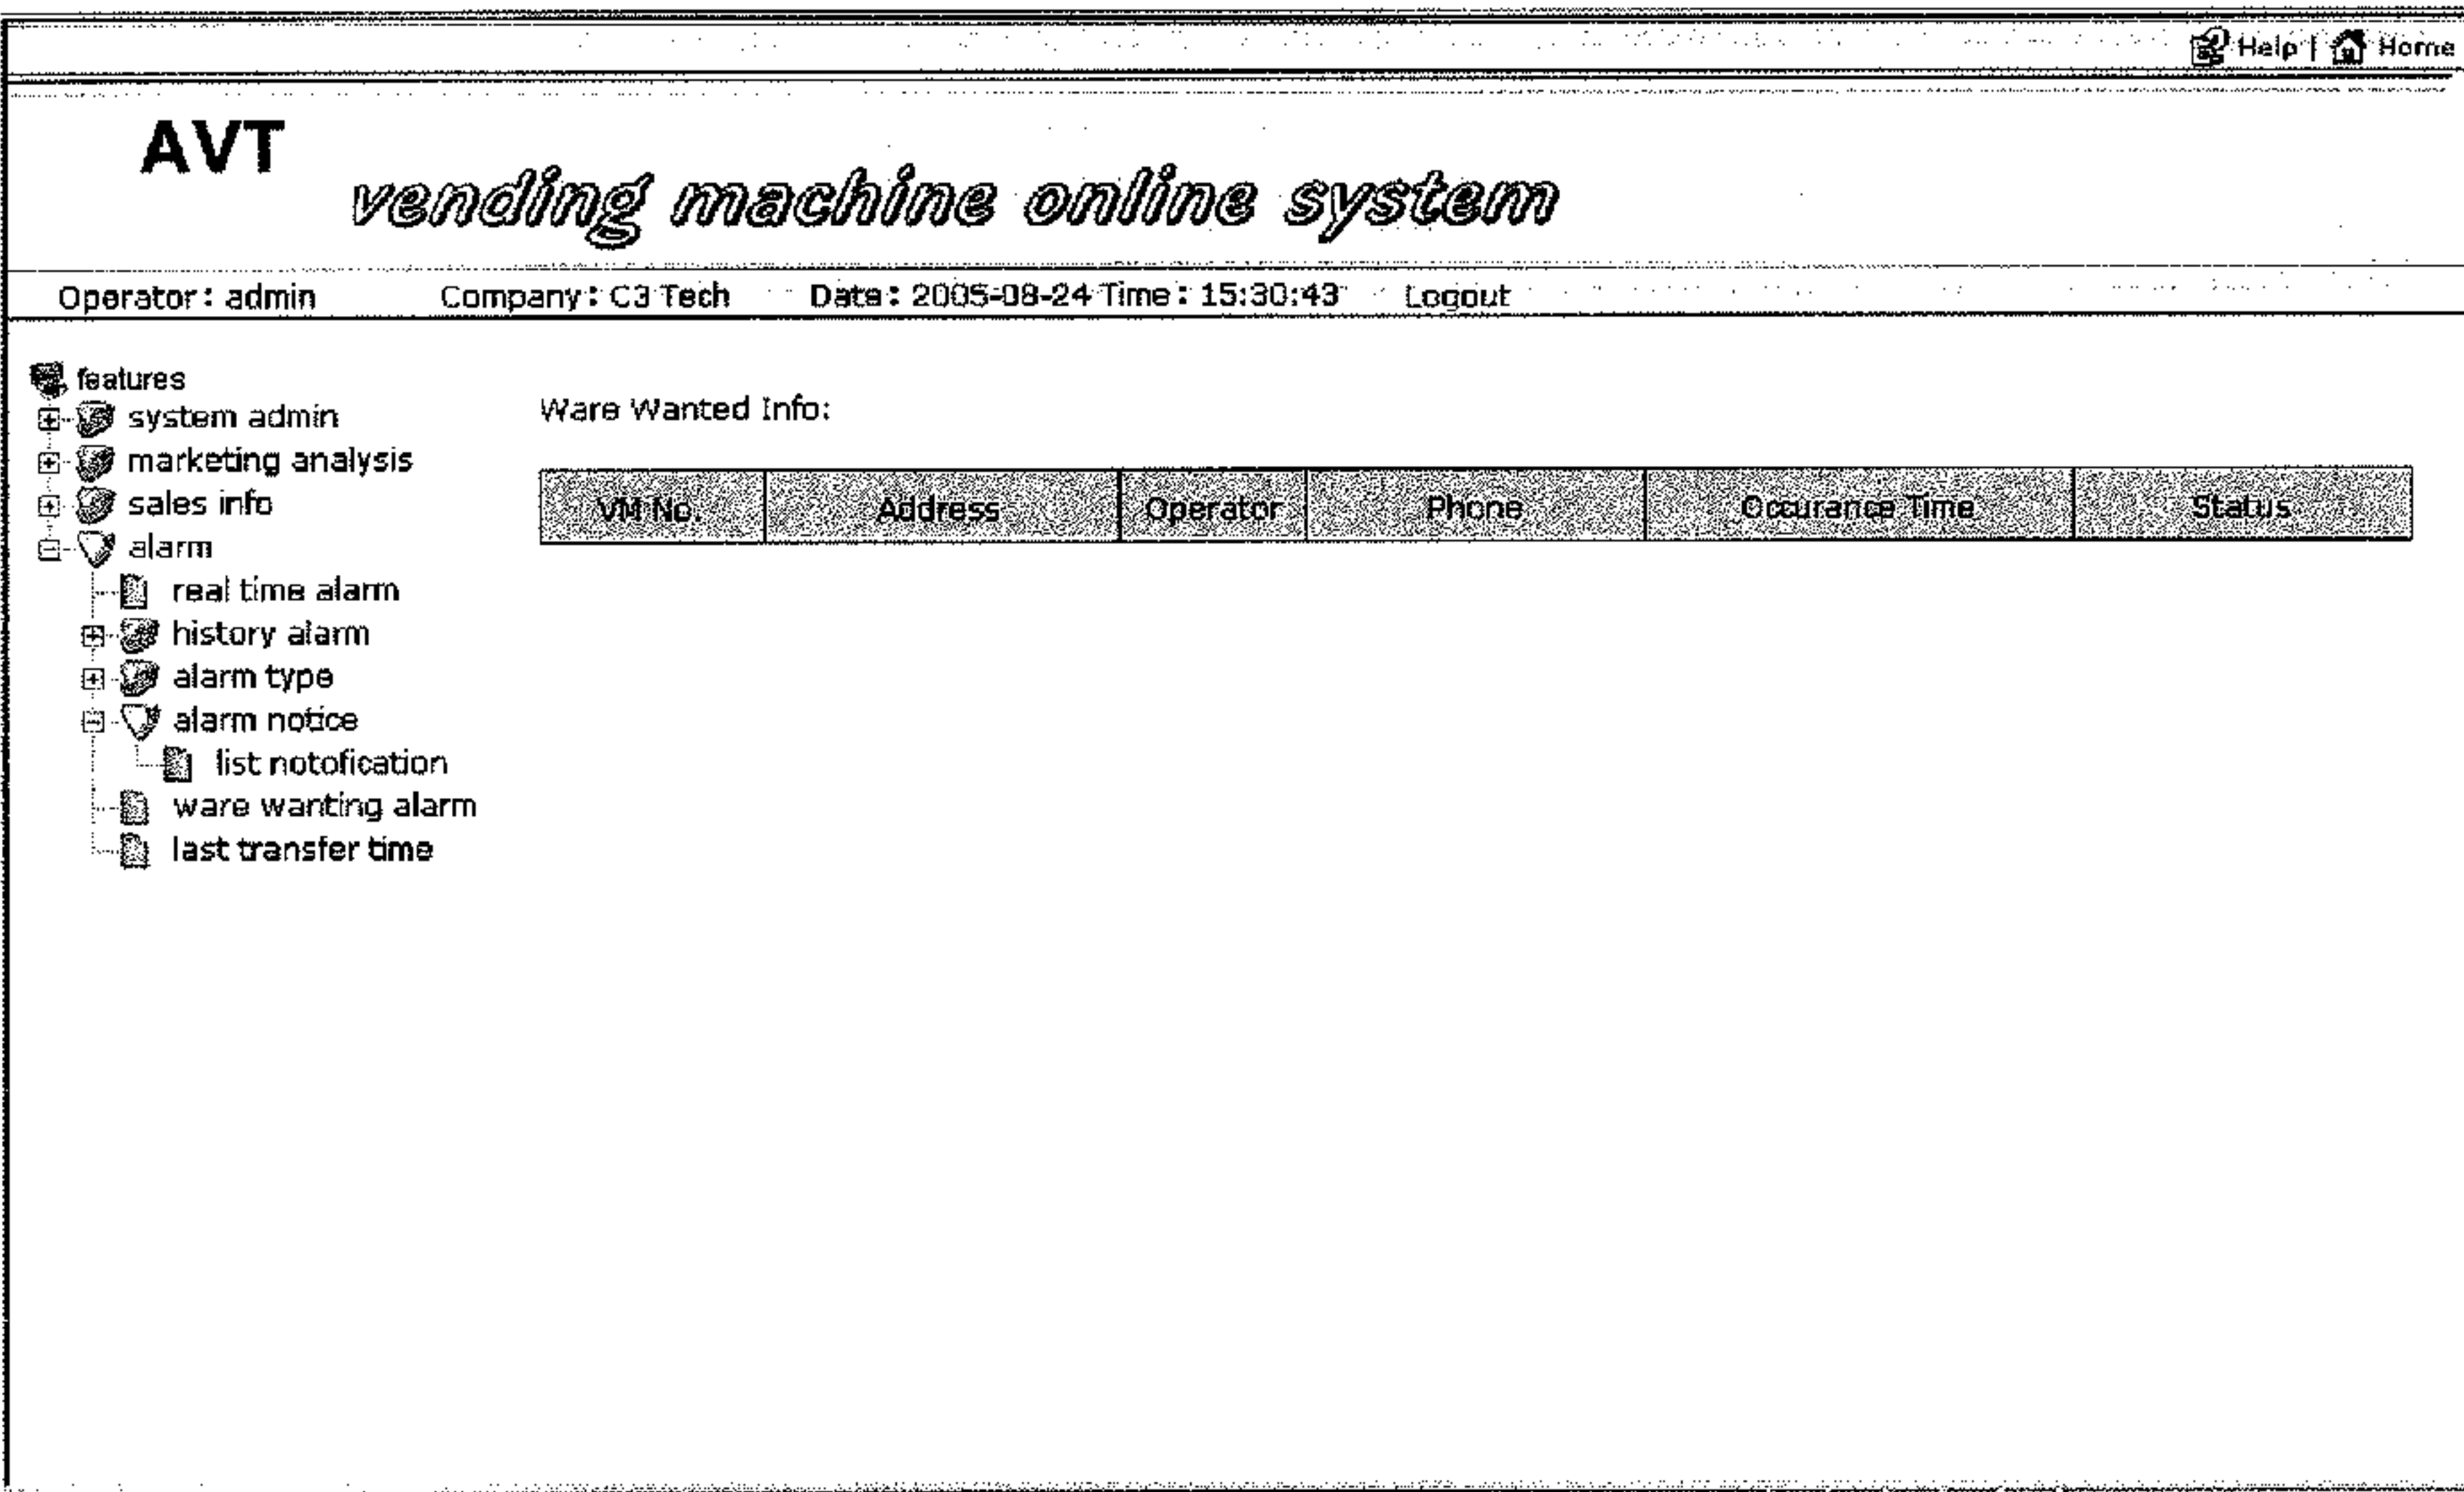 Help | Home
AVT
vending machine online system
Operator: admin Company: C3 Tech Date: 2005-08-24 Time: 15:30:43 Logout
features
system admin
marketing analysis
sales info
alarm
real time alarm
history alarm
alarm type
alarm notice
list notofication
ware wanting alarm
last transfer time
Ware Wanted Info:
VM No. Address Operator Phone Occurance Time Status